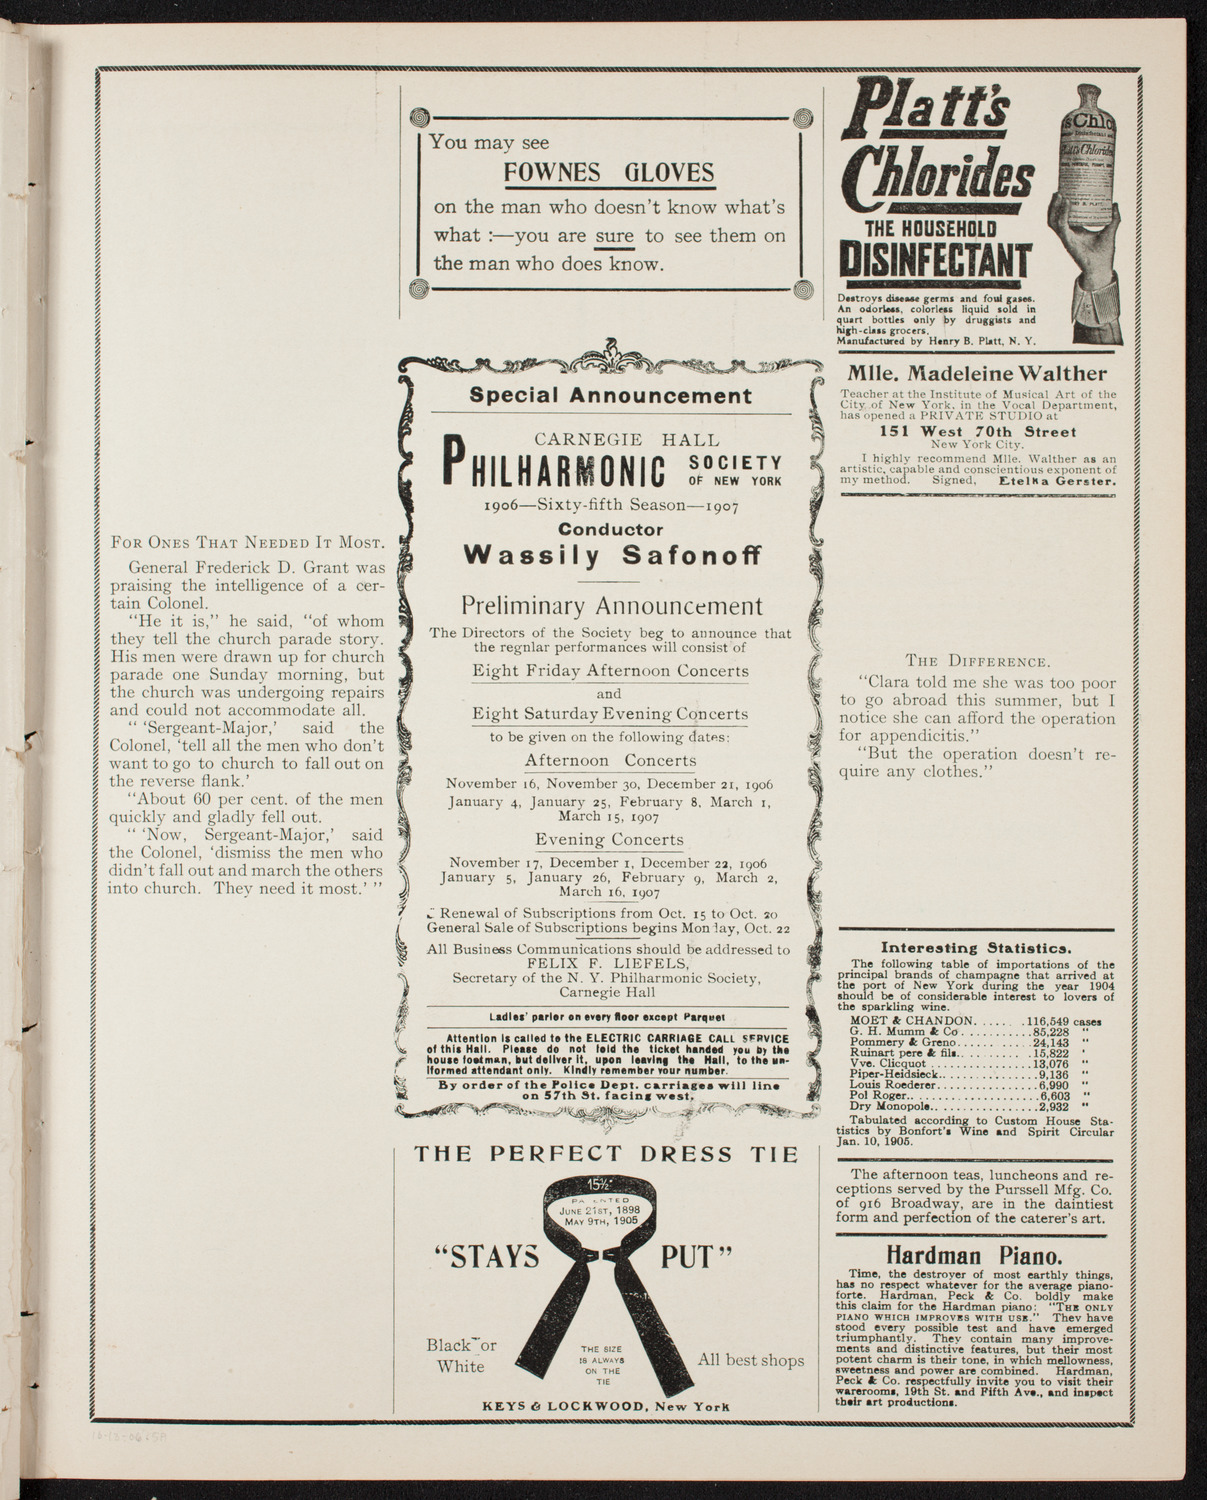 FOR ONES THAT NEEDED IT MOST.
General Frederick D. Grant was
praising the intelligence of a cer-
tain Colonel.
"He it is," he said, "of whom
they tell the church parade story.
His men were drawn up for church
parade one Sunday morning, but
the church was undergoing repairs
and could not accommodate all.
" 'Sergeant-Major,' said the
Colonel, 'tell all the men who don't
want to go to church to fall out on
the reverse flank.'
"About 60 per cent. of the men
quickly and gladly fell out.
" 'Now, Sergeant-Major,' said
the Colonel, 'dismiss the men who
didn't fall out and march the others
into church. They need it most.' "
You may see
FOWNES GLOVES
on the man who doesn't know what's
what :—you are sure to see them on
the man who does know.
Special Announcement
CARNEGIE HALL
PHILHARMONIC SOCIETY
OF NEW YORK
1906—Sixty-fifth Season—1907
Conductor
Wassily Safonoff
Preliminary Announcement
The Directors of the Society beg to announce that
the regnlar performances will consist of
Eight Friday Afternoon Concerts
and
Eight Saturday Evening Concerts
to be given on the following dates:
Afternoon Concerts
November 16, November 30, December 21, 1906
January 4, January 25, February 8, March 1,
March 15, 1907
Evening Concerts
November 17, December 1, December 22, 1906
January 5, January 26, February 9, March 2,
March 16, 1907
Renewal of Subscriptions from Oct. 15 to Oct. 20
General Sale of Subscriptions begins Monday, Oct. 22
All Business Communications should be addressed to
FELIX F. LIEFELS,
Secretary of the N. Y. Philharmonic Society,
Carnegie Hall
Ladies' parlor on every floor except Parquet
Attention is called to the ELECTRIC CARRIAGE CALL SERVICE
of this Hall. Please do not fold the ticket handed you by the
house footman, but deliver it, upon leaving the Hall, to the un-
iformed attendant only. Kindly remember your number.
By order of the Police Dept. carriages will line
on 57th St. facing west.
THE PERFECT DRESS TIE
15½
PATENTED
JUNE 21ST, 1898
MAY 9TH, 1905
"STAYS PUT"
Black or
White
THE SIZE
IS ALWAYS
ON THE
TIE
All best shops
KEYS & LOCKWOOD, New York
Platt's
Chlorides
THE HOUSEHOLD
DISINFECTANT
Destroys disease germs and foul gases.
An odorless, colorless liquid sold in
quart bottles only by druggists and
high-class grocers.
Manufactured by Henry B. Platt, N. Y.
Mlle. Madeleine Walther
Teacher at the Institute of Musical Art of the
City of New York, in the Vocal Department,
has opened a PRIVATE STUDIO at
151 West 70th Street
New York City.
I highly recommend Mlle. Walther as an
artistic, capable and conscientious exponent of
my method. Signed, Etelka Gerster.
THE DIFFERENCE.
"Clara told me she was too poor
to go abroad this summer, but I
notice she can afford the operation
for appendicitis."
"But the operation doesn't re-
quire any clothes."
Interesting Statistics.
The following table of importations of the
principal brands of champagne that arrived at
the port of New York during the year 1904
should be of considerable interest to lovers of
the sparkling wine.
MOET & CHANDON. . . . . . .116,549 cases
G. H. Mumm & Co . . . . . . . . . .85,228 "
Pommery & Greno. . . . . . . . . .24,143 "
Ruinart pere & fils. . . . . . . . . .15,822 "
Vve. Clicquot . . . . . . . . . . . . .13,076 "
Piper-Heidsieck. . . . . . . . . . . . .9,136 "
Louis Roederer. . . . . . . . . . . . .6,990 "
Pol Roger. . . . . . . . . . . . . . . . .6,603 "
Dry Monopole. . . . . . . . . . . . . .2,932 "
Tabulated according to Custom House Sta-
tistics by Bonfort's Wine and Spirit Circular
Jan. 10, 1905.
The afternoon teas, luncheons and re-
ceptions served by the Purssell Mfg. Co.
of 916 Broadway, are in the daintiest
form and perfection of the caterer's art.
Hardman Piano.
Time, the destroyer of most earthly things,
has no respect whatever for the average piano-
forte. Hardman, Peck & Co. boldly make
this claim for the Hardman piano: "THE ONLY
PIANO WHICH IMPROVES WITH USE." They have
stood every possible test and have emerged
triumphantly. They contain many improve-
ments and distinctive features, but their most
potent charm is their tone, in which mellowness,
sweetness and power are combined. Hardman,
Peck & Co. respectfully invite you to visit their
warerooms, 19th St. and Fifth Ave., and inspect
their art productions.